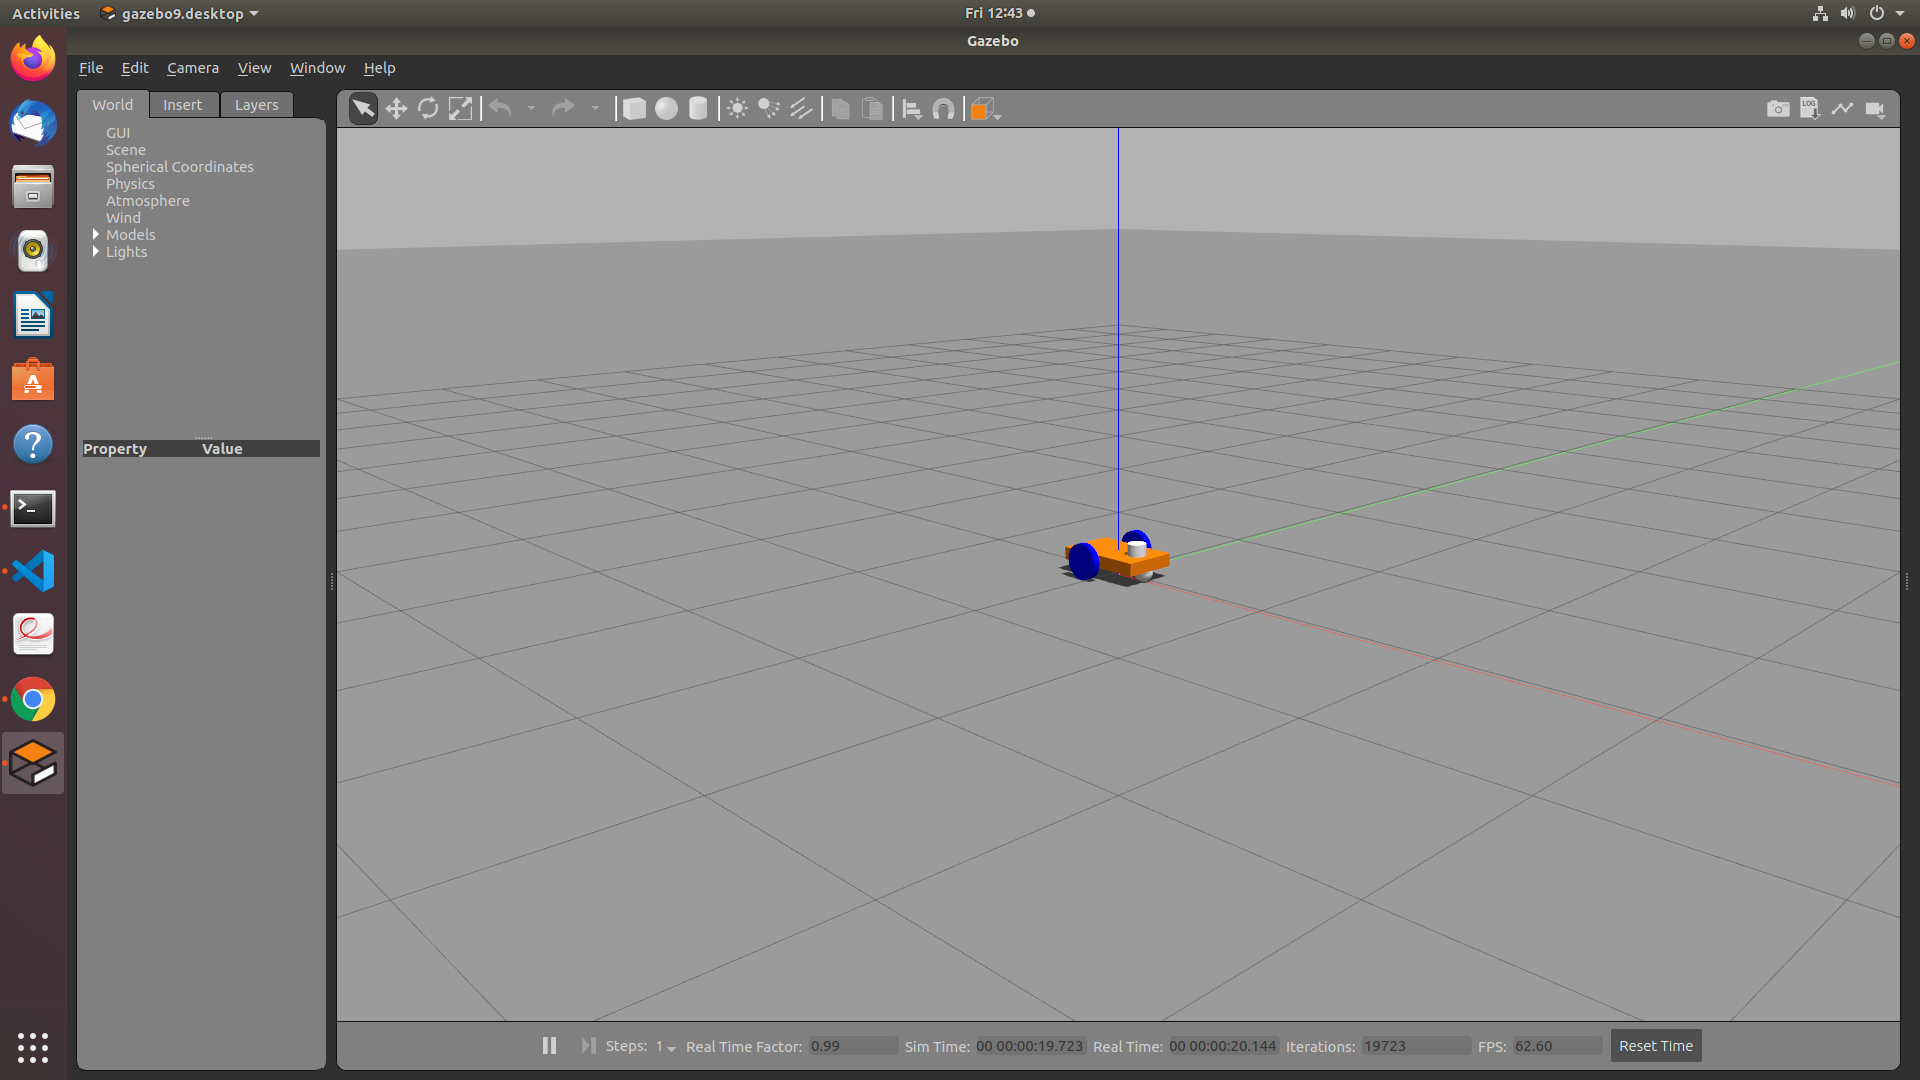 Activities gazebo9.desktop Fri 12:43
Gazebo
File Edit Camera View Window Help
World Insert Layers
LOG
GUI
Scene
Spherical Coordinates
Physics
Atmosphere
Wind
Models
Lights
Property Value
Steps: 1 Real Time Factor: 0.99 Sim Time: 00 00:00:19.723 Real Time: 00 00:00:20.144 Iterations: 19723 FPS: 62.60 Reset Time